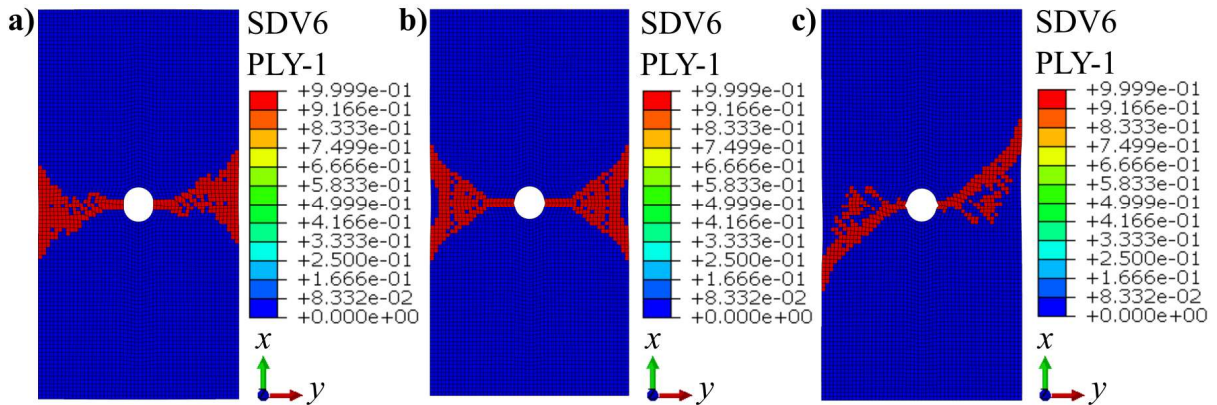 a)
SDV6
PLY-1
+9.999e-01
+9.166e-01
+8.333e-01
+7.499e-01
+6.666e-01
+5.833e-01
+4.999e-01
+4.166e-01
+3.333e-01
+2.500e-01
+1.666e-01
+8.332e-02
+0.000e+00
x
y
b)
SDV6
PLY-1
+9.999e-01
+9.166e-01
+8.333e-01
+7.499e-01
+6.666e-01
+5.833e-01
+4.999e-01
+4.166e-01
+3.333e-01
+2.500e-01
+1.666e-01
+8.332e-02
+0.000e+00
x
y
c)
SDV6
PLY-1
+9.999e-01
+9.166e-01
+8.333e-01
+7.499e-01
+6.666e-01
+5.833e-01
+4.999e-01
+4.166e-01
+3.333e-01
+2.500e-01
+1.666e-01
+8.332e-02
+0.000e+00
x
y